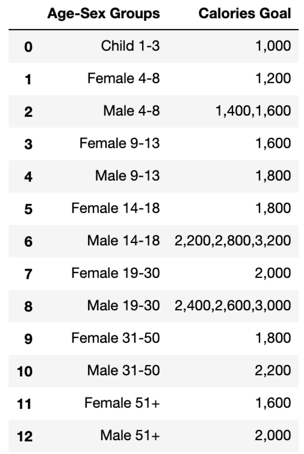 Age-Sex Groups Calories Goal
0 Child 1-3 1,000
1 Female 4-8 1,200
2 Male 4-8 1,400,1,600
3 Female 9-13 1,600
4 Male 9-13 1,800
5 Female 14-18 1,800
6 Male 14-18 2,200,2,800,3,200
7 Female 19-30 2,000
8 Male 19-30 2,400,2,600,3,000
9 Female 31-50 1,800
10 Male 31-50 2,200
11 Female 51+ 1,600
12 Male 51+ 2,000